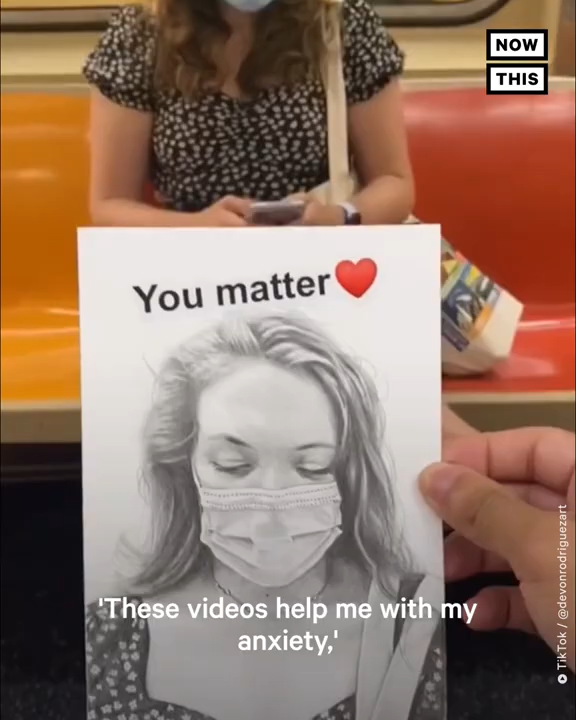 NOW
THIS
You matter❤️
'These videos help me with my
anxiety,'
TikTok / @devonrodriguezart